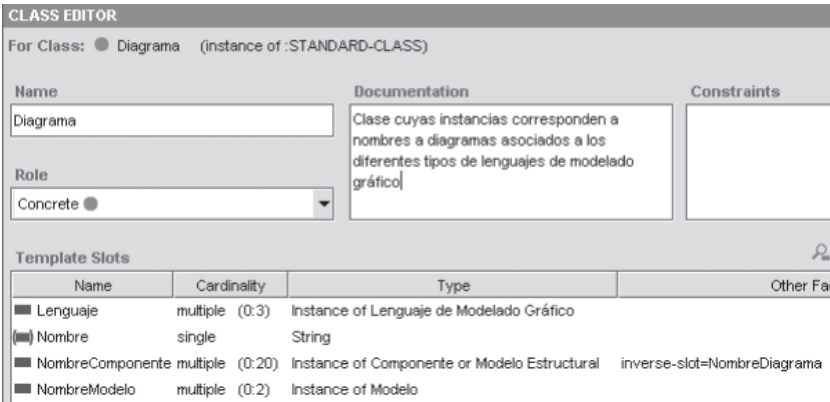 CLASS EDITOR
For Class: Diagrama (instance of :STANDARD-CLASS)
Name
Diagrama
Role
Concrete
Documentation
Clase cuyas instancias corresponden a
nombres a diagramas asociados a los
diferentes tipos de lenguajes de modelado
gráfico
Constraints
Template Slots
Name Cardinality Type Other Fa
Lenguaje multiple (0:3) Instance of Lenguaje de Modelado Gráfico
Nombre single String
NombreComponente multiple (0:20) Instance of Componente or Modelo Estructural inverse-slot=NombreDiagrama
NombreModelo multiple (0:2) Instance of Modelo